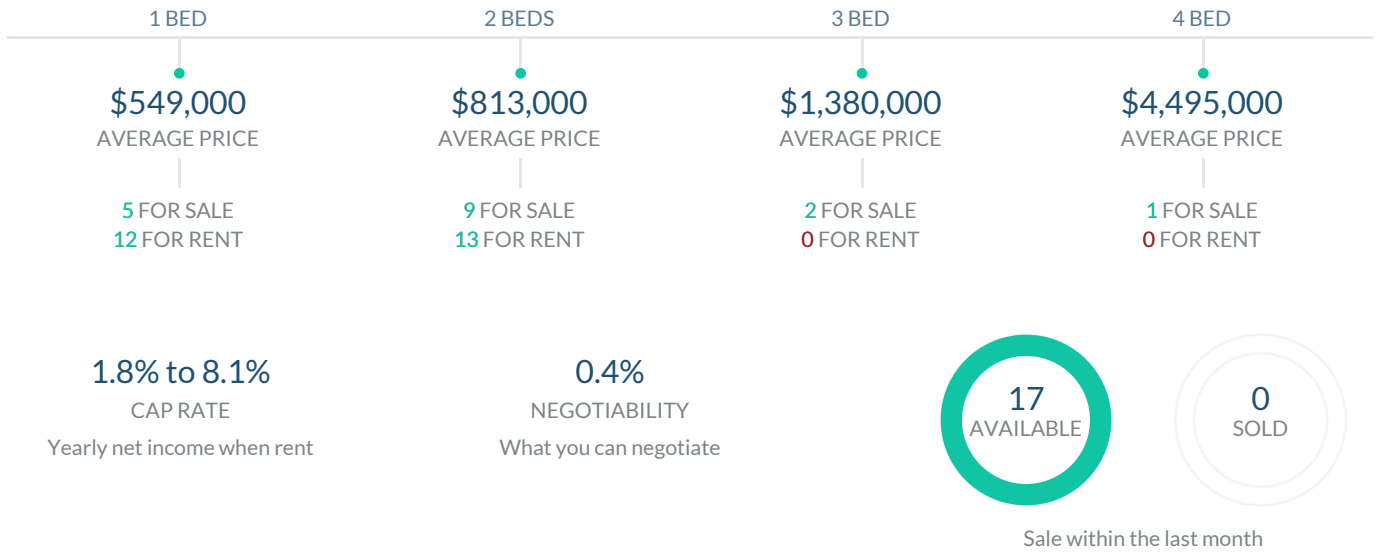 1 BED
2 BEDS
3 BED
4 BED
$549,000
$813,000
$1,380,000
$4,495,000
AVERAGE PRICE
AVERAGE PRICE
AVERAGE PRICE
AVERAGE PRICE
5 FOR SALE
9 FOR SALE
2 FOR SALE
1 FOR SALE
12 FOR RENT
13 FOR RENT
0 FOR RENT
0 FOR RENT
1.8% to 8.1%
CAP RATE
Yearly net income when rent
0.4%
NEGOTIABILITY
What you can negotiate
17
AVAILABLE
0
SOLD
Sale within the last month